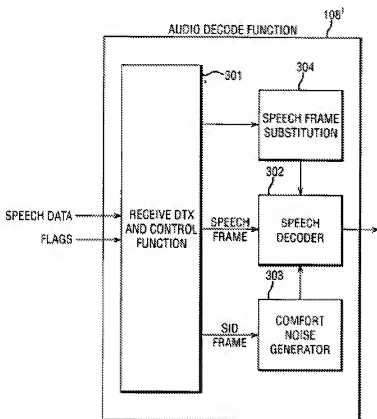 AUDIO DECODE FUNCTION
108'
301
304
SPEECH FRAME
SUBSTITUTION
302
SPEECH DATA
FLAGS
RECEIVE DTX
AND CONTROL
FUNCTION
SPEECH
FRAME
SPEECH
DECODER
303
SID
FRAME
COMFORT
NOISE
GENERATOR